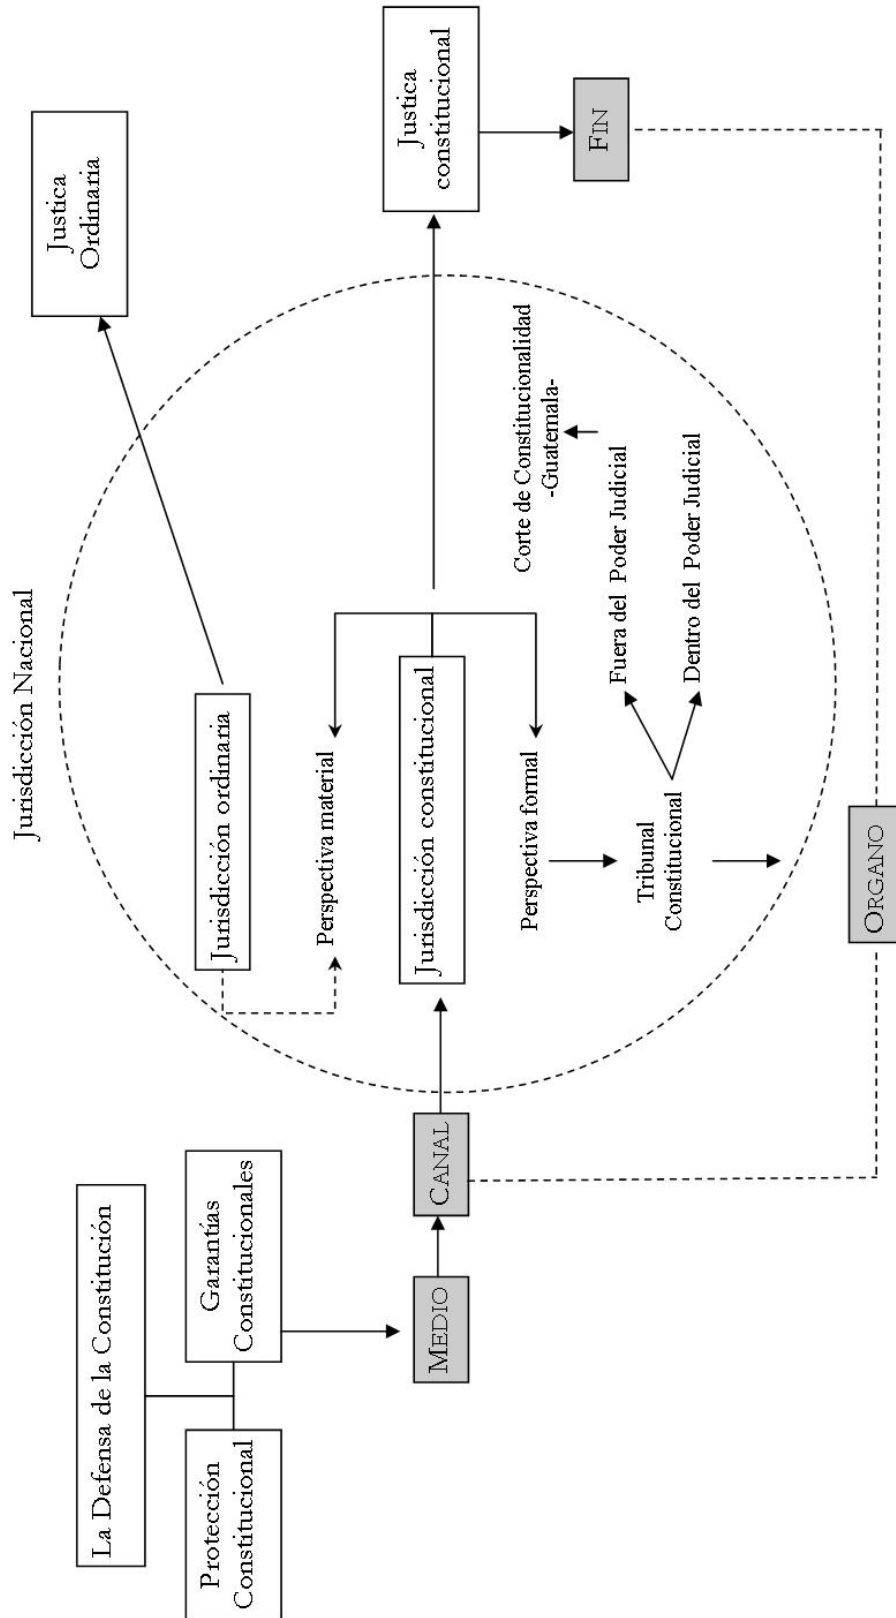 La Defensa de la Constitución
Protección
Constitucional
Garantías
Constitucionales
MEDIO
CANAL
Jurisdicción Nacional
Jurisdicción ordinaria
Perspectiva material
Jurisdicción constitucional
Perspectiva formal
Tribunal
Constitucional
Fuera del Poder Judicial
Dentro del Poder Judicial
Corte de Constitucionalidad
-Guatemala-
Justica
Ordinaria
Justica
constitucional
FIN
ORGANO